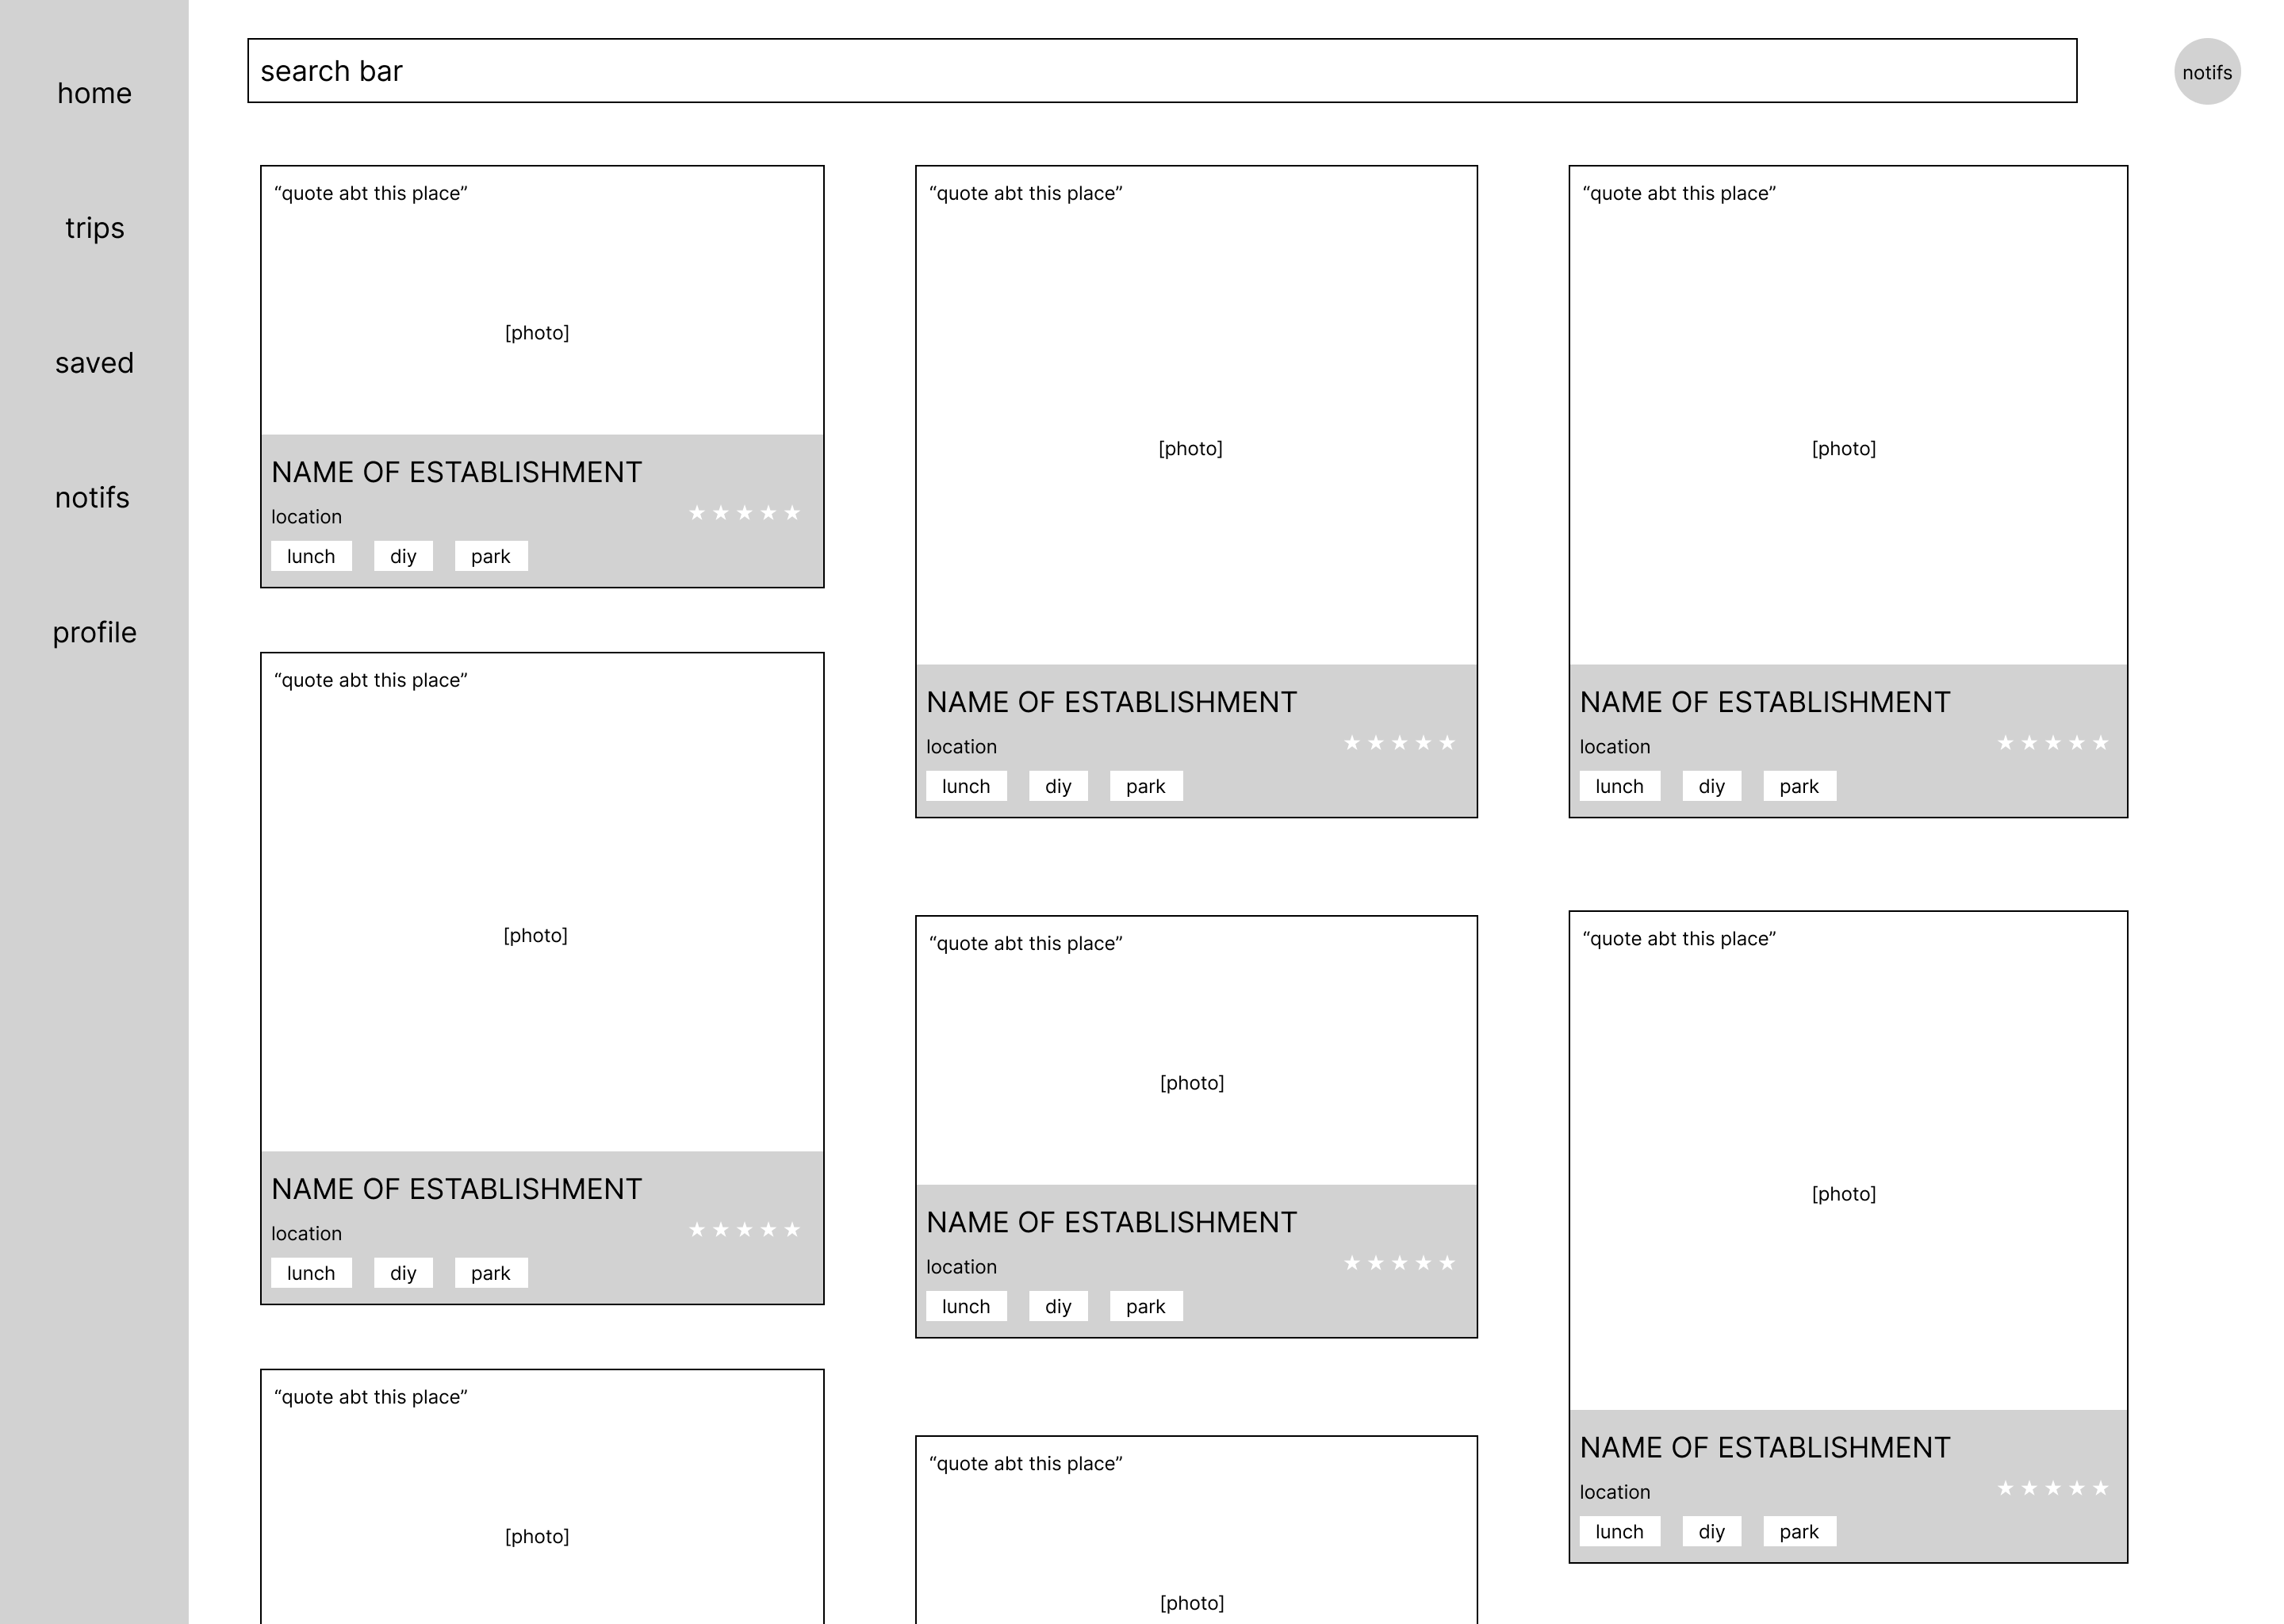 home
trips
saved
notifs
profile
search bar
notifs
“quote abt this place”
[photo]
NAME OF ESTABLISHMENT
location
★ ★ ★ ★ ★
lunch
diy
park
“quote abt this place”
[photo]
NAME OF ESTABLISHMENT
location
★ ★ ★ ★ ★
lunch
diy
park
“quote abt this place”
[photo]
“quote abt this place”
[photo]
NAME OF ESTABLISHMENT
location
★ ★ ★ ★ ★
lunch
diy
park
“quote abt this place”
[photo]
NAME OF ESTABLISHMENT
location
★ ★ ★ ★ ★
lunch
diy
park
“quote abt this place”
[photo]
“quote abt this place”
[photo]
NAME OF ESTABLISHMENT
location
★ ★ ★ ★ ★
lunch
diy
park
“quote abt this place”
[photo]
NAME OF ESTABLISHMENT
location
★ ★ ★ ★ ★
lunch
diy
park